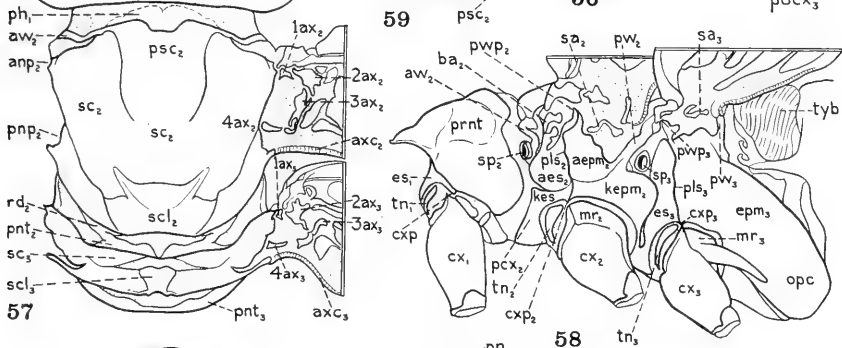 59
psc₂
ph₁
aw₂
anp₂
psc₂
sc₂
sc₂
pnp₂
4ax₂
1ax₂
2ax₂
3ax₂
axc₂
1ax₃
rd₂
pnt₂
scl₂
sc₃
scl₃
2ax₃
3ax₃
4ax₃
pnt₃
axc₃
57
pwp₂
ba₂
aw₂
sa₂
pw₂
sa₃
tyb
prnt
sp₂
pls₂
aes₂
aepm₂
kepm₂
kes
es₁
tn₁
cxp
cx₁
pcx₂
tn₂
cxp₂
mr₂
cx₂
sp₃
pwp₃
pw₃
pls₃
cxp₃
es₃
epm₃
mr₃
cx₃
opc
tn₃
58